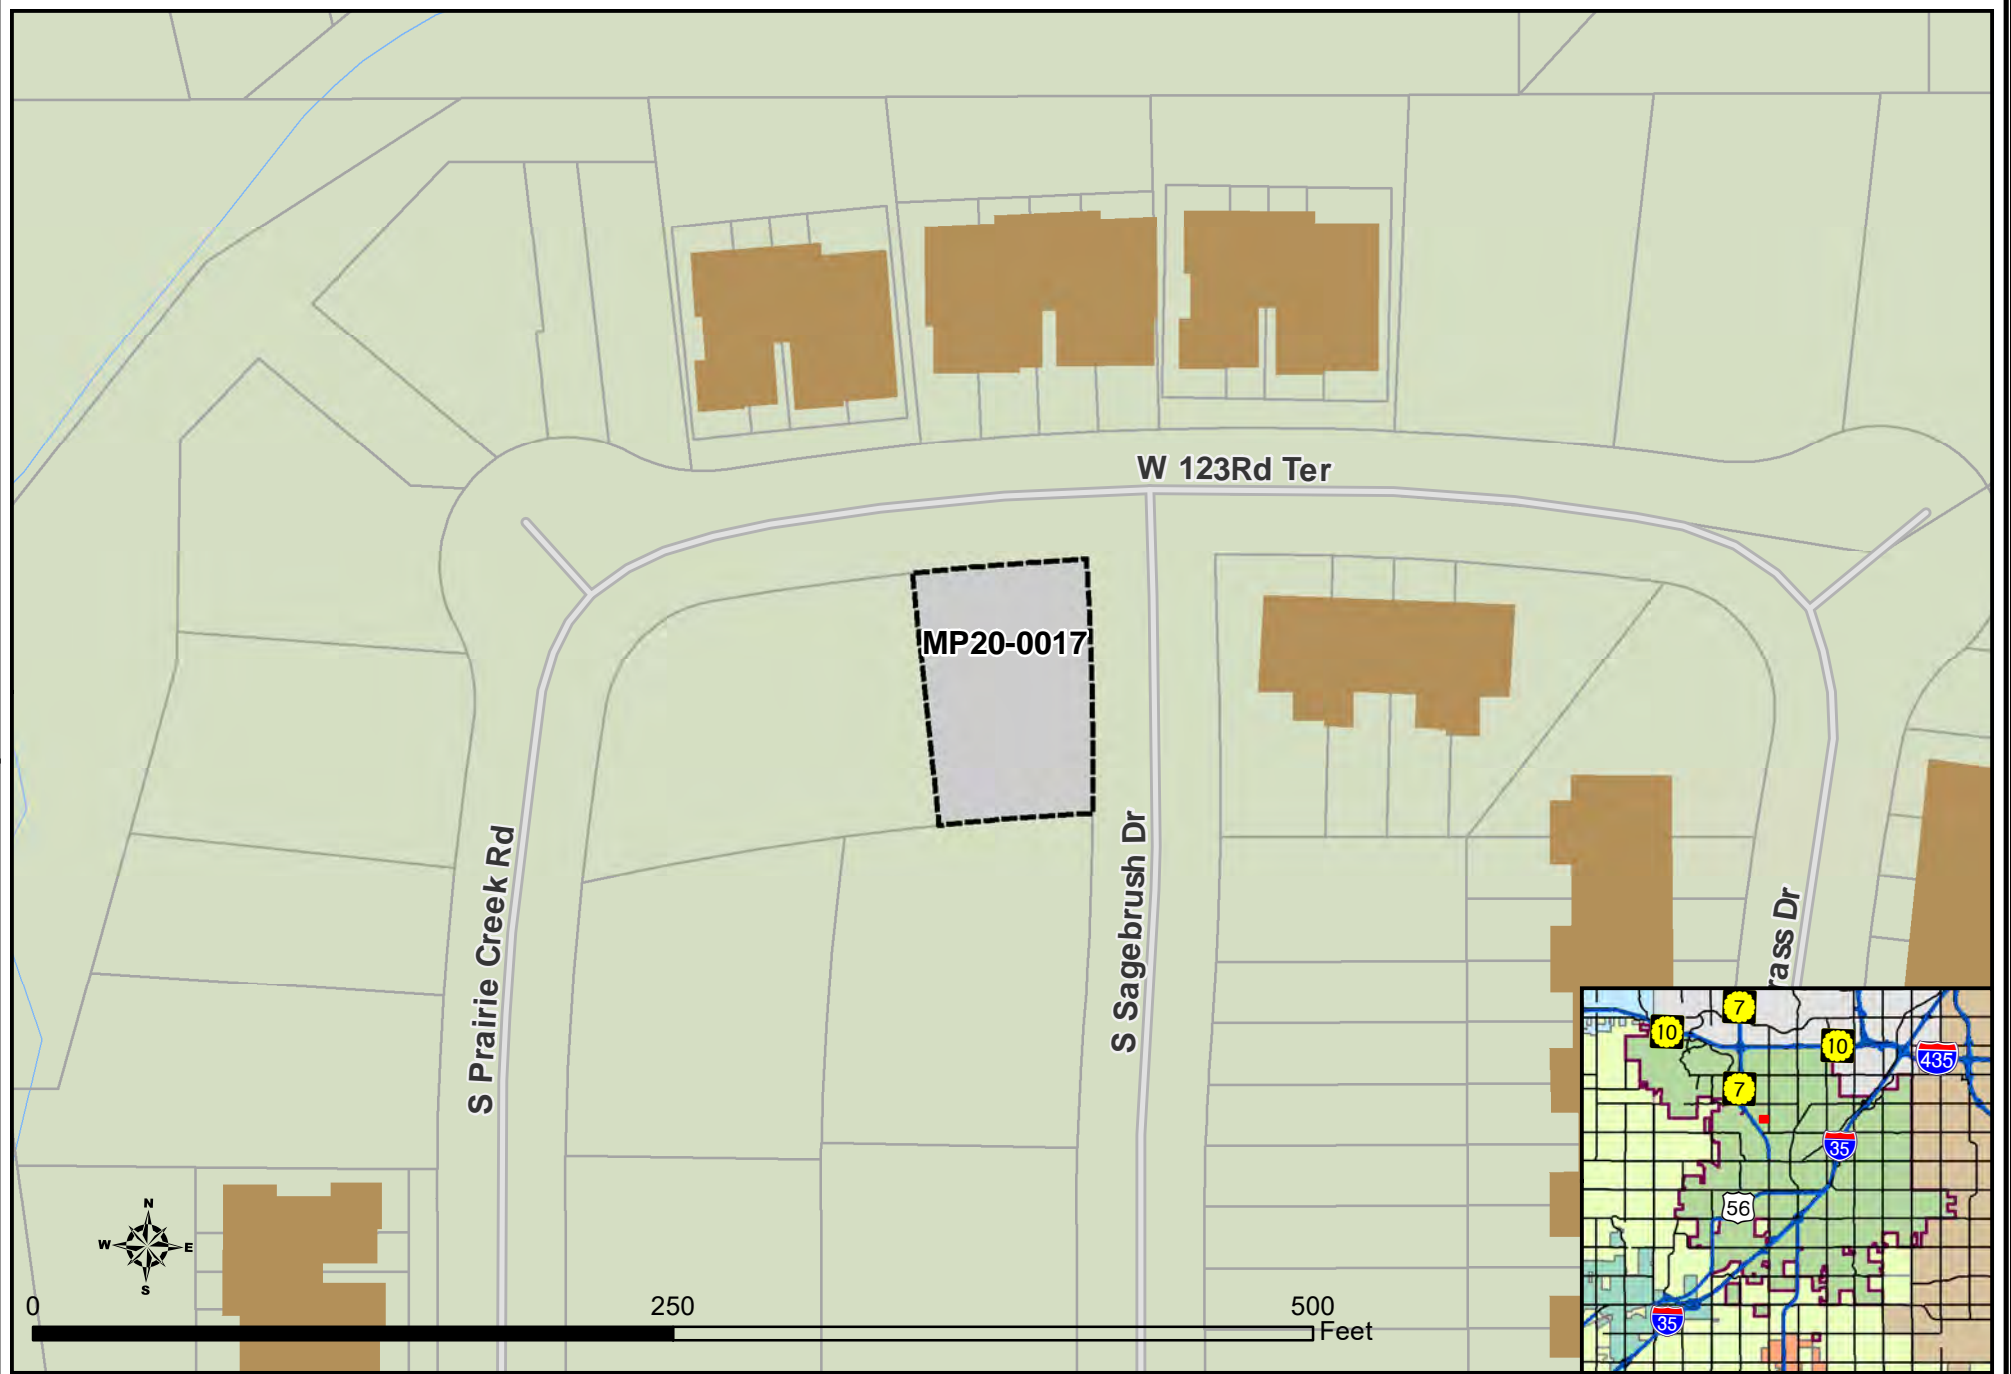 W 123Rd Ter
MP20-0017
S Prairie Creek Rd
S Sagebrush Dr
rass Dr
7
10
10
435
7
35
56
35
N
W E
S
0 250 500
Feet